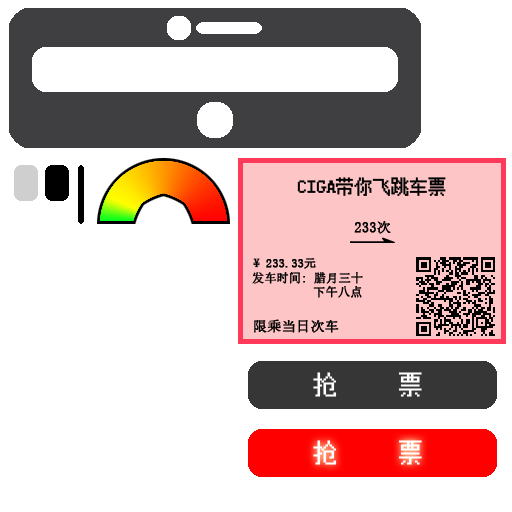 CIGA带你飞跳车票
233次
¥ 233.33元
发车时间: 腊月三十
下午八点
限乘当日次车
抢 票
抢 票